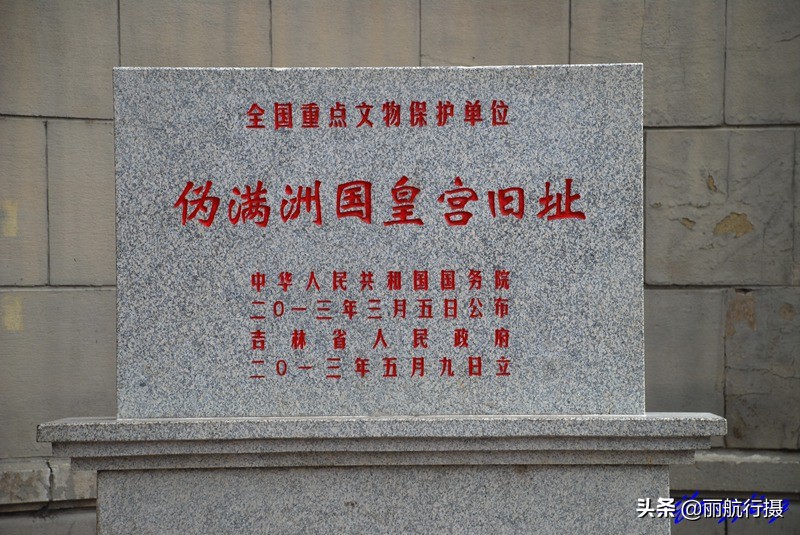 全国重点文物保护单位
伪满洲国皇宫旧址
中华人民共和国国务院
二〇一三年三月五日公布
吉林省人民政府
二〇一三年五月九日立
头条 @丽航行摄